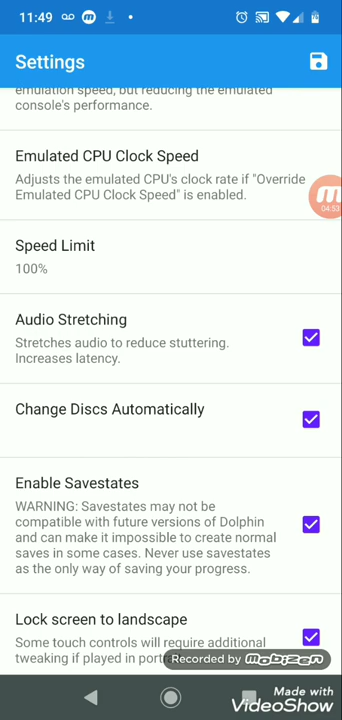 11:49
Settings
emulation speed, but reducing the emulated
console's performance.
Emulated CPU Clock Speed
Adjusts the emulated CPU's clock rate if "Override
Emulated CPU Clock Speed" is enabled.
04:53
Speed Limit
100%
Audio Stretching
Stretches audio to reduce stuttering.
Increases latency.
Change Discs Automatically
Enable Savestates
WARNING: Savestates may not be
compatible with future versions of Dolphin
and can make it impossible to create normal
saves in some cases. Never use savestates
as the only way of saving your progress.
Lock screen to landscape
Some touch controls will require additional
tweaking if played in
Recorded by mobizen
Made with
VideoShow